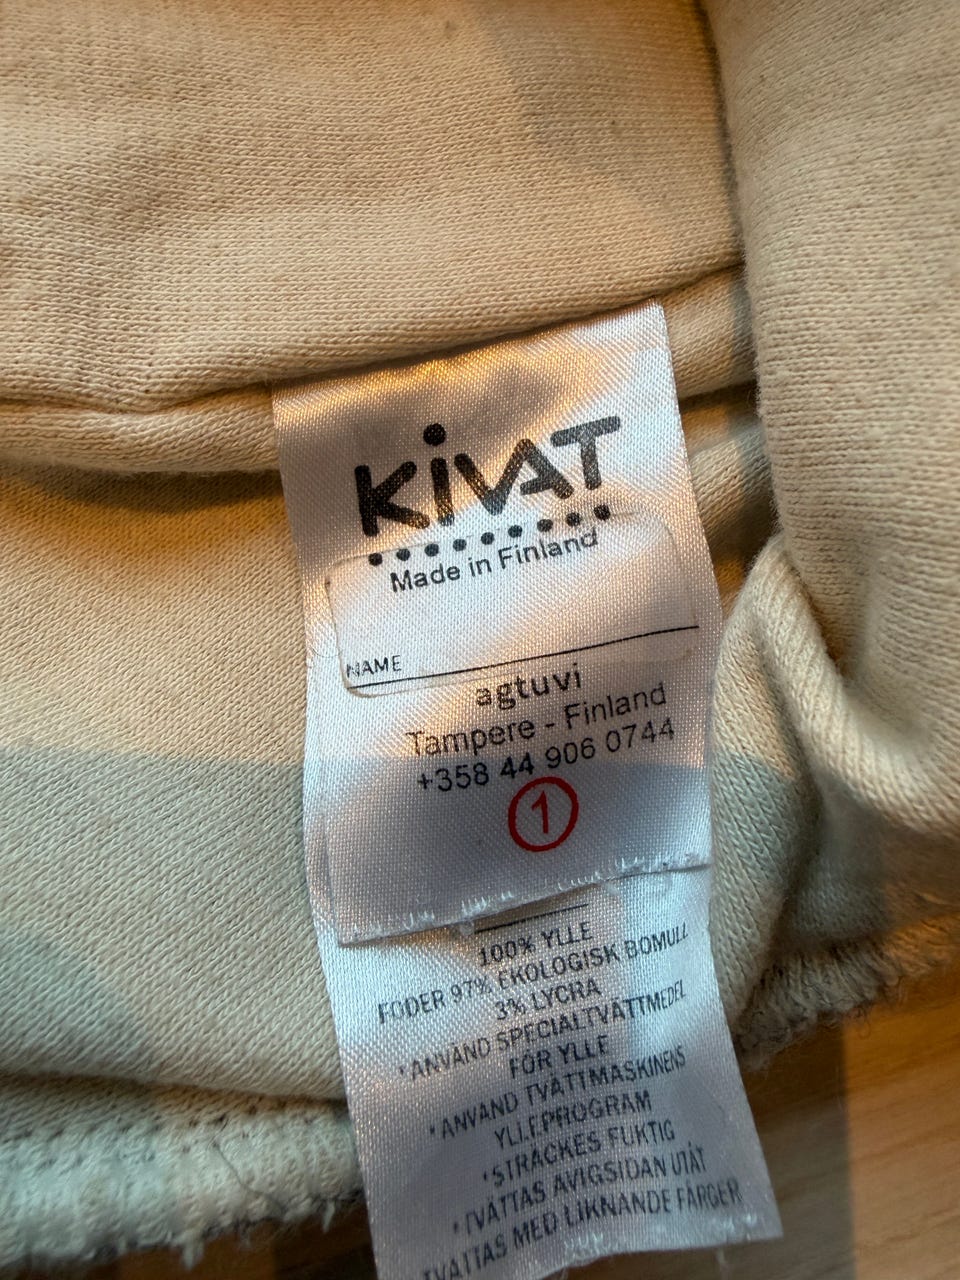 KiVAT
Made in Finland
NAME
agtuvi
Tampere - Finland
+358 44 906 0744
1
100% YLLE
FODER 97% EKOLOGISK BOMULL
3% LYCRA
*ANVÄND SPECIALTVÄTTMEDEL
FÖR YLLE
*ANVÄND TVÄTTMASKINENS
YLLEPROGRAM
*STRÄCKES FUKTIG
*TVÄTTAS AVIGSIDAN UTÅT
TVÄTTAS MED LIKNANDE FÄRGER